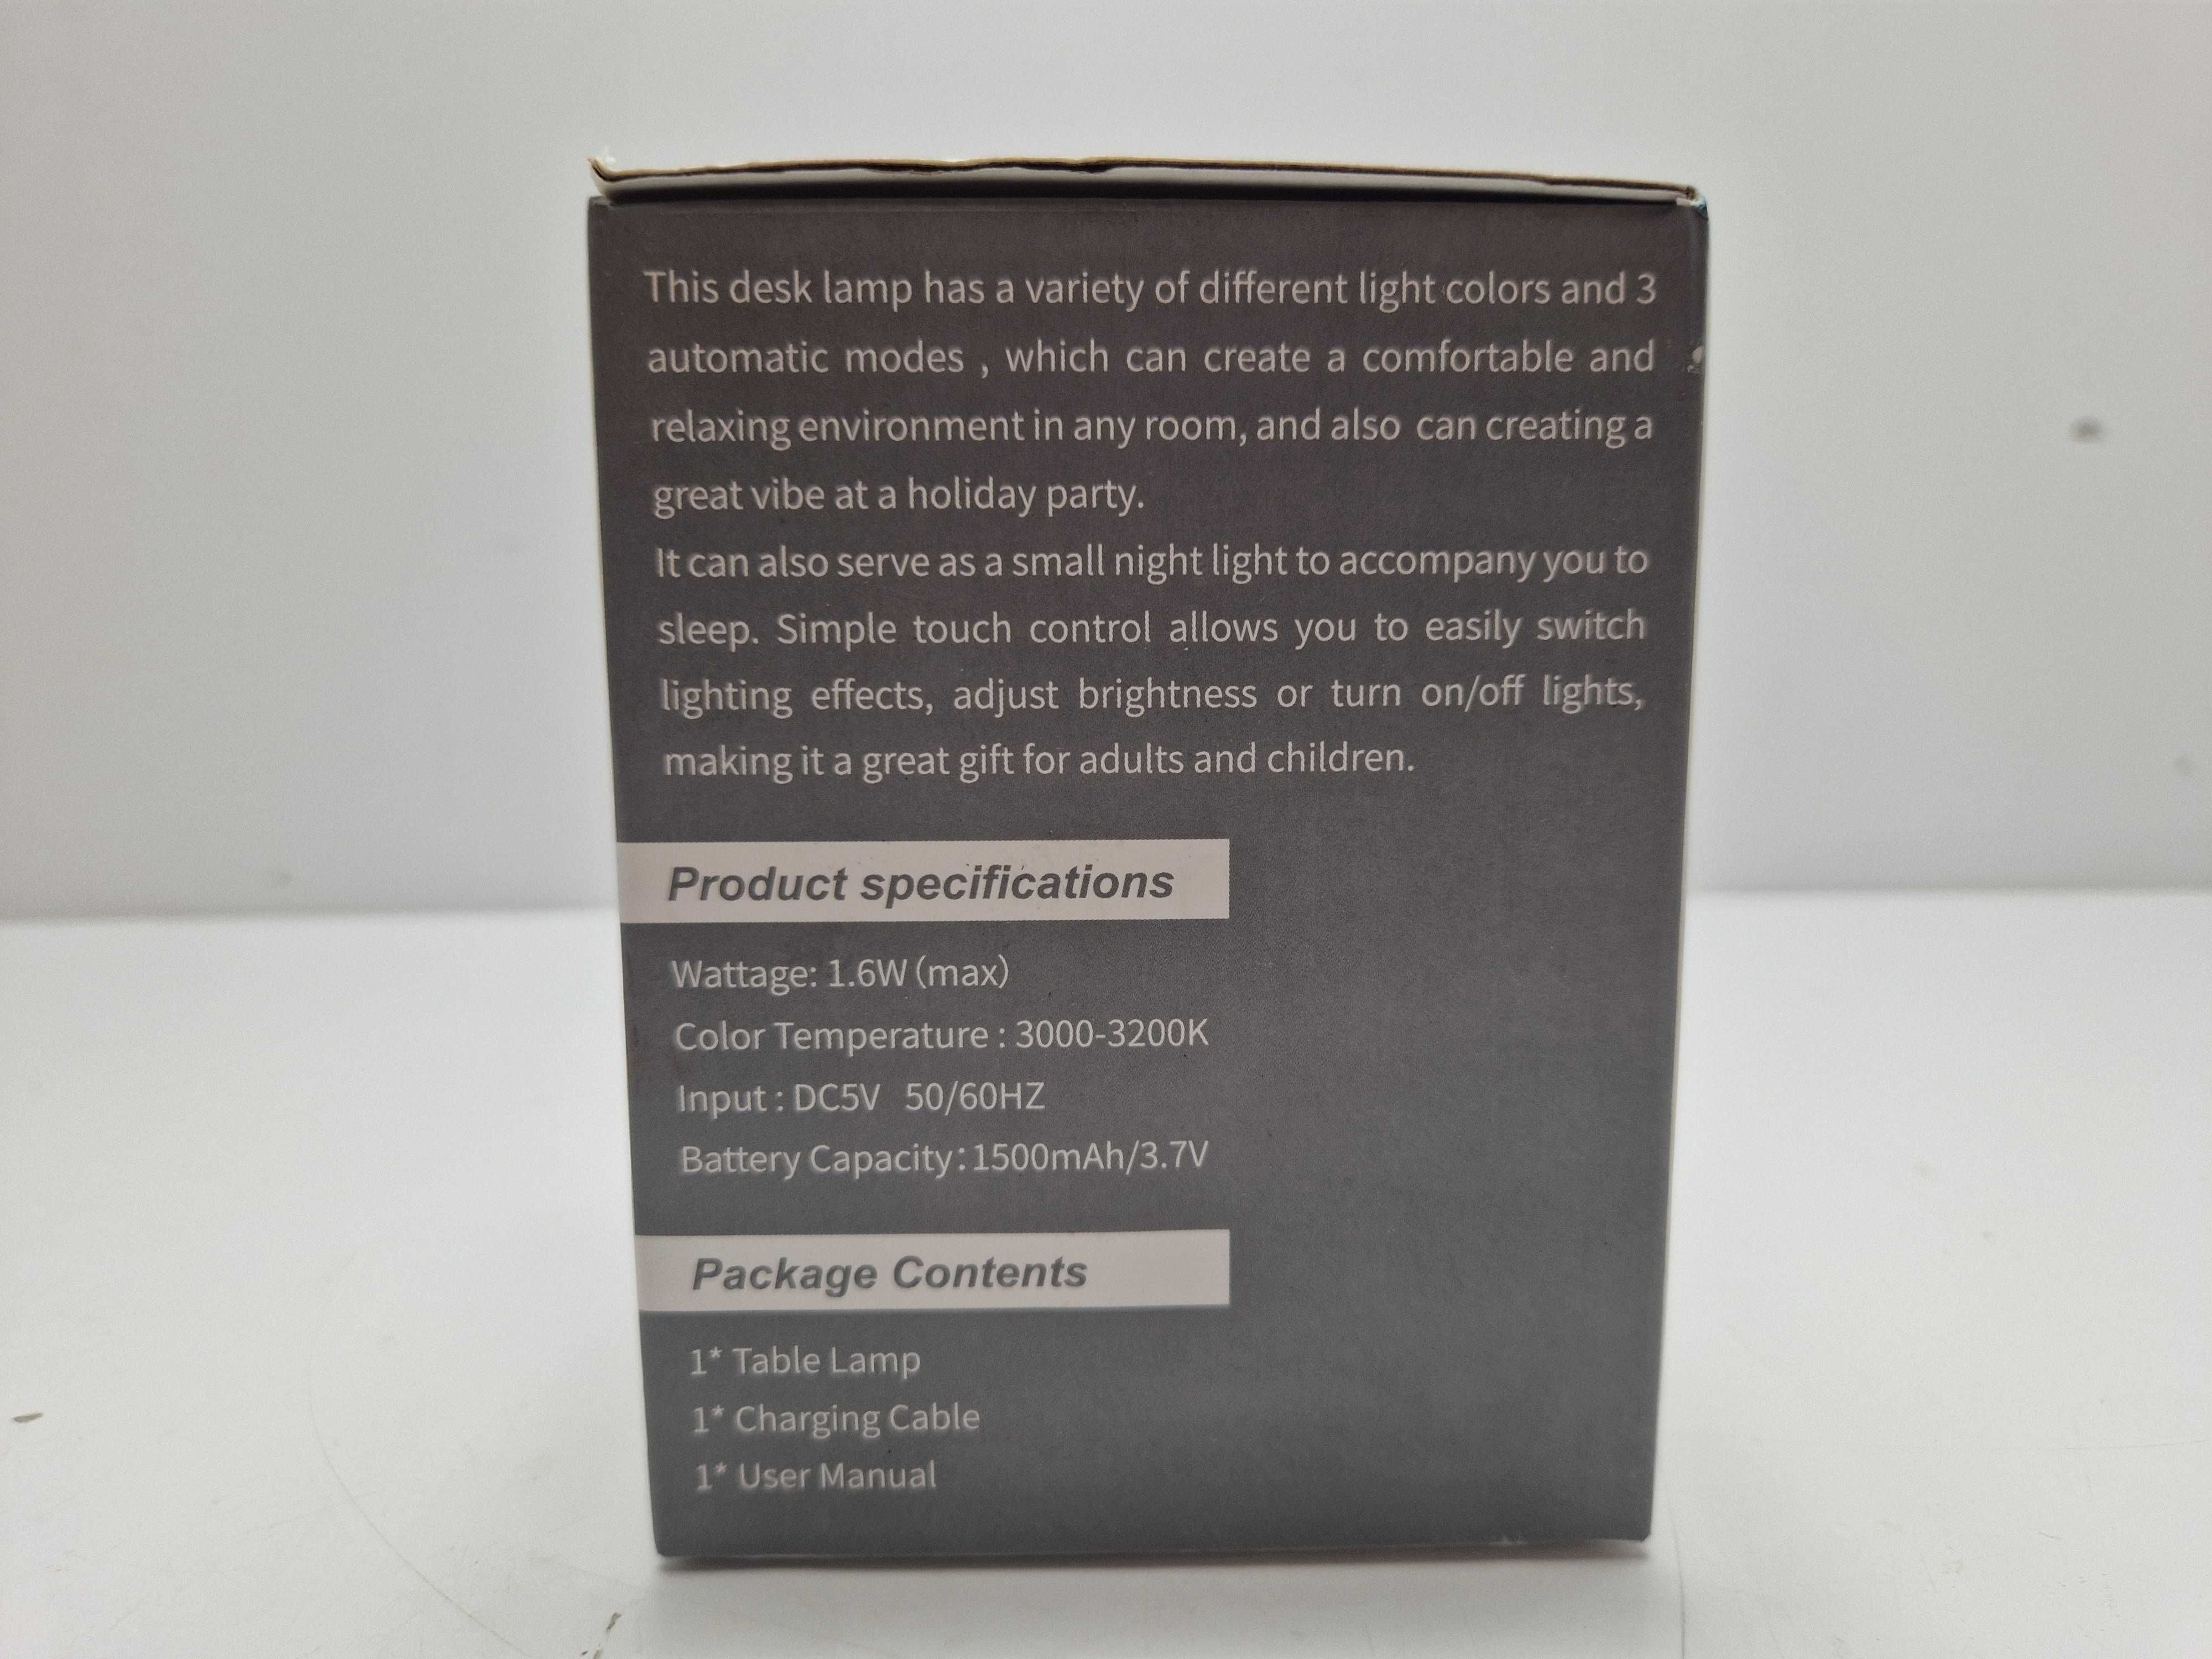 This desk lamp has a variety of different light colors and 3
automatic modes , which can create a comfortable and
relaxing environment in any room, and also can creating a
great vibe at a holiday party.
It can also serve as a small night light to accompany you to
sleep. Simple touch control allows you to easily switch
lighting effects, adjust brightness or turn on/off lights,
making it a great gift for adults and children.
Product specifications
Wattage: 1.6W (max)
Color Temperature : 3000-3200K
Input : DC5V 50/60HZ
Battery Capacity: 1500mAh/3.7V
Package Contents
1* Table Lamp
1* Charging Cable
1* User Manual